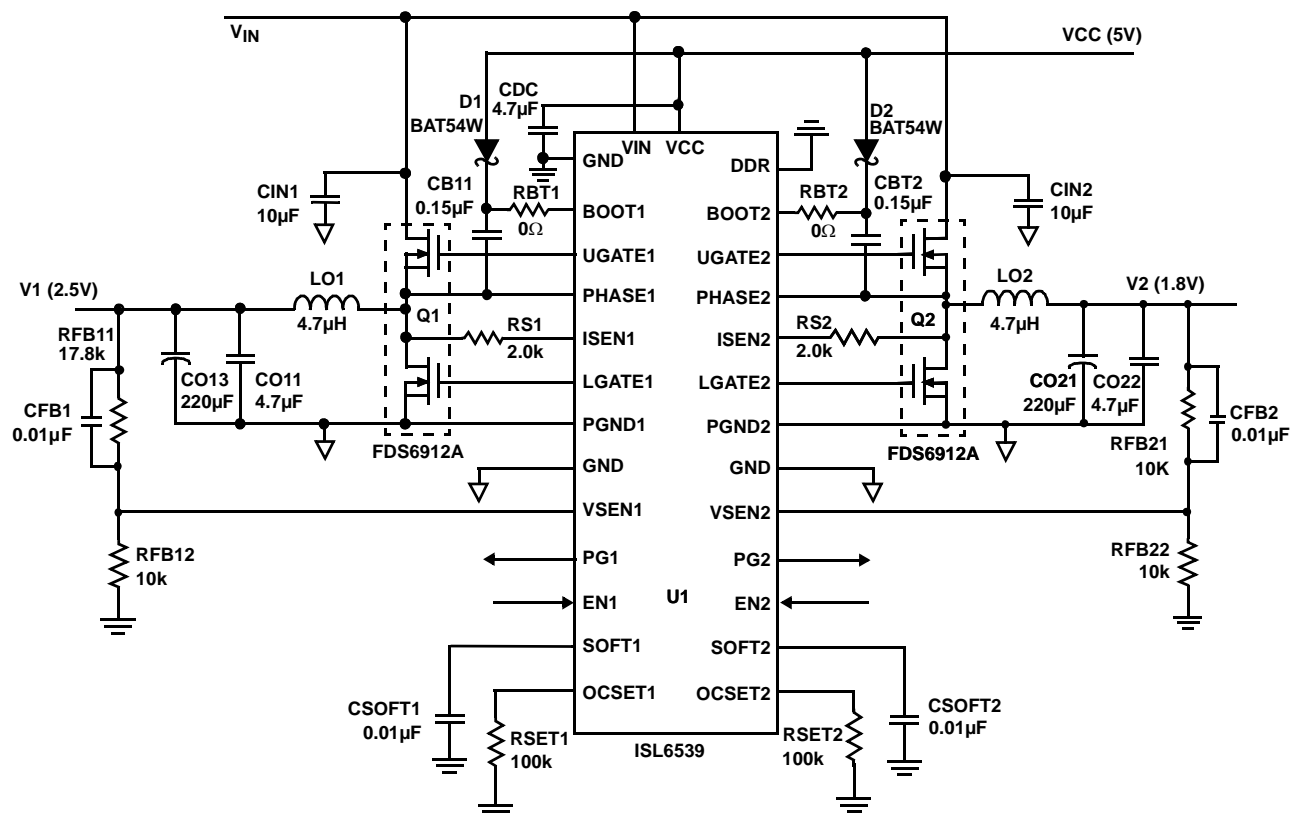 VIN
VCC (5V)
D1
BAT54W
CDC
4.7µF
D2
BAT54W
VIN
VCC
GND
DDR
CIN1
10µF
CB11
0.15µF
RBT1
0Ω
BOOT1
BOOT2
RBT2
0Ω
CBT2
0.15µF
CIN2
10µF
UGATE1
UGATE2
V1 (2.5V)
LO1
4.7µH
PHASE1
PHASE2
LO2
4.7µH
V2 (1.8V)
Q1
Q2
RFB11
17.8k
RS1
2.0k
ISEN1
ISEN2
RS2
2.0k
CO13
220µF
CO11
4.7µF
LGATE1
LGATE2
CO21
220µF
CO22
4.7µF
CFB1
0.01µF
CFB2
0.01µF
PGND1
PGND2
FDS6912A
FDS6912A
RFB21
10K
GND
GND
VSEN1
VSEN2
RFB12
10k
RFB22
10k
PG1
PG2
EN1
U1
EN2
SOFT1
SOFT2
CSOFT1
0.01µF
OCSET1
OCSET2
CSOFT2
0.01µF
RSET1
100k
RSET2
100k
ISL6539